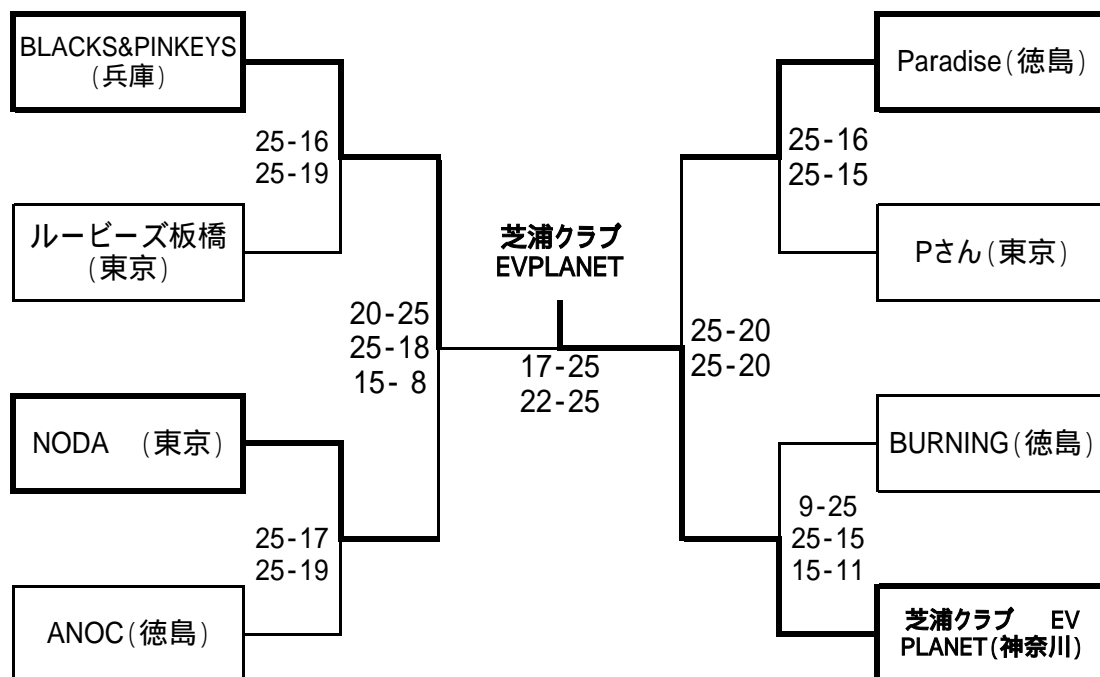 BLACKS&PINKEYS
(兵庫)
25-16
25-19
ルービーズ板橋
(東京)
20-25
25-18
15- 8
NODA　(東京)
25-17
25-19
ANOC(徳島)
芝浦クラブ
EVPLANET
17-25
22-25
Paradise(徳島)
25-16
25-15
Pさん(東京)
25-20
25-20
BURNING(徳島)
9-25
25-15
15-11
芝浦クラブ　EV
PLANET(神奈川)